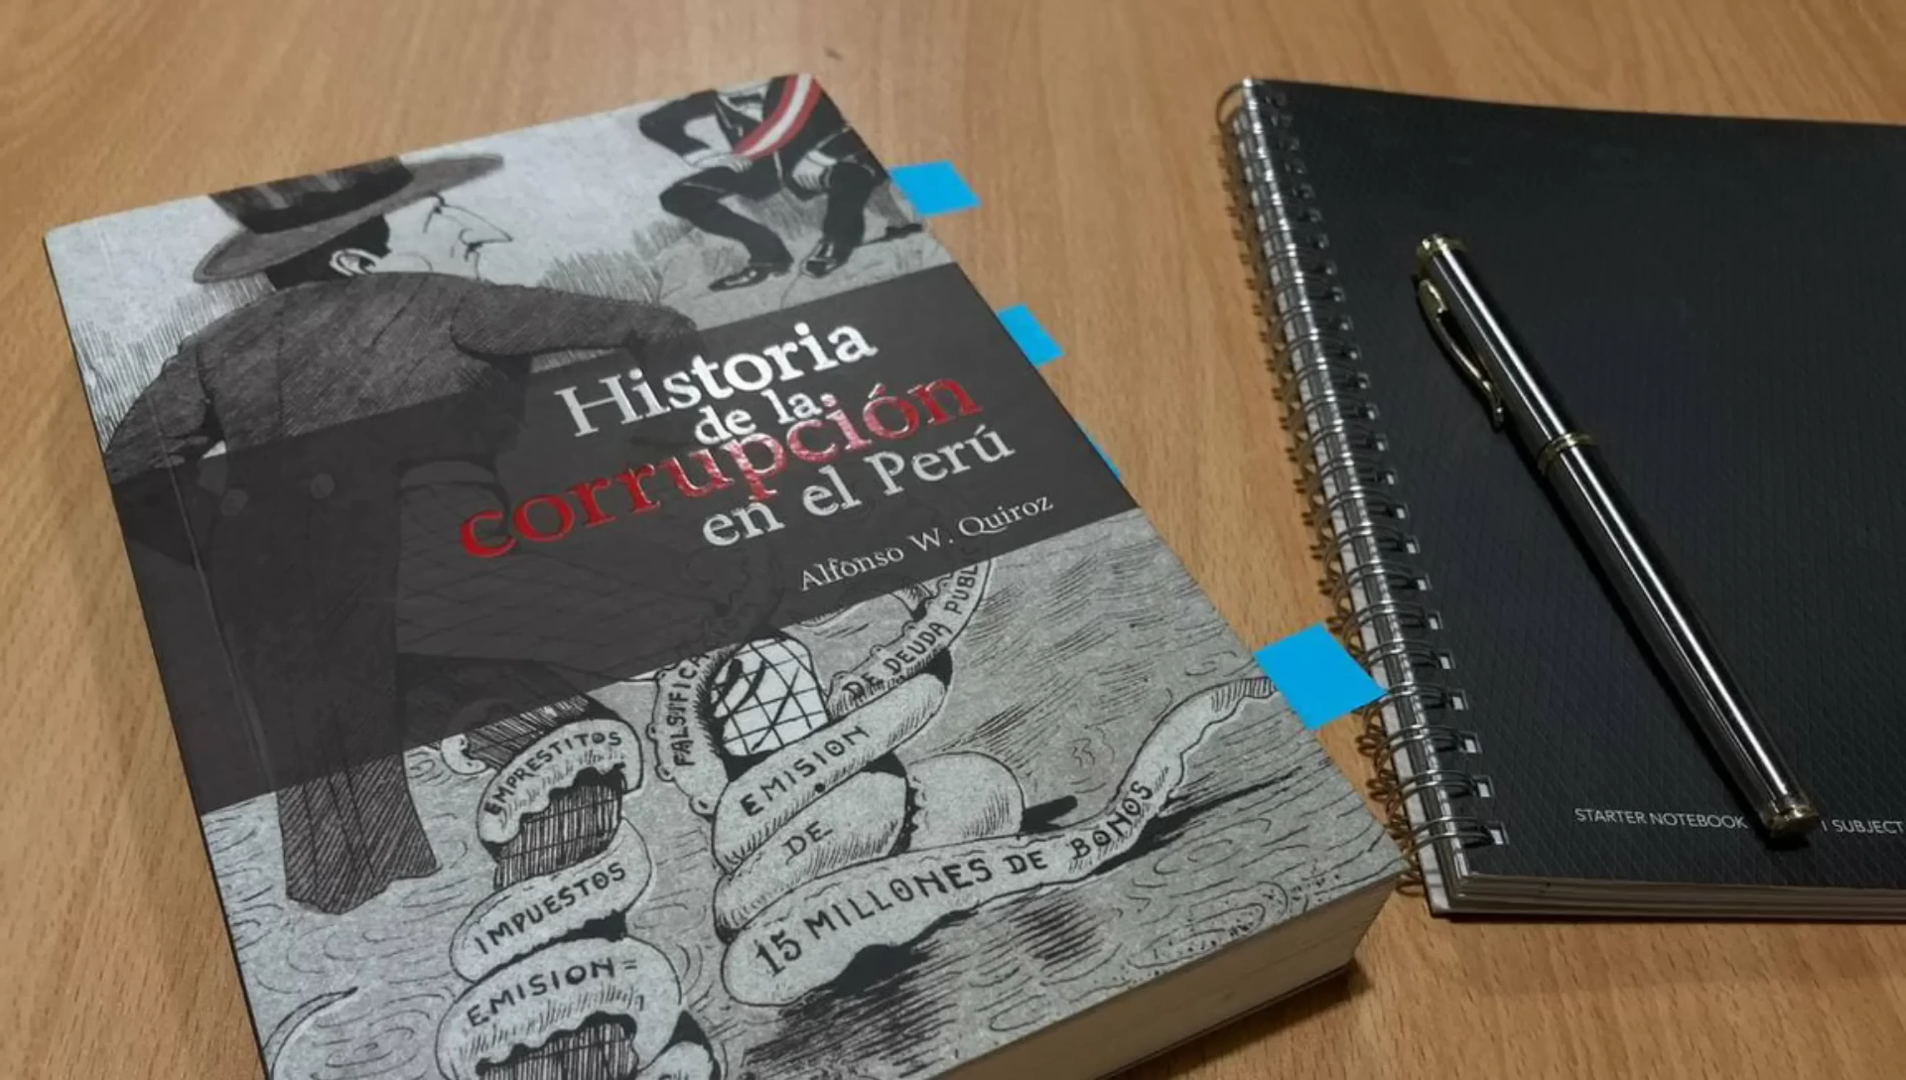 Historia
de la
corrupción
en el Perú
Alfonso W. Quiroz
DE DEUDA PUBL
FALSIFICA
EMPRESTITOS
EMISION
DE
15 MILLONES DE BONOS
IMPUESTOS
EMISION=
STARTER NOTEBOOK 1 SUBJECT